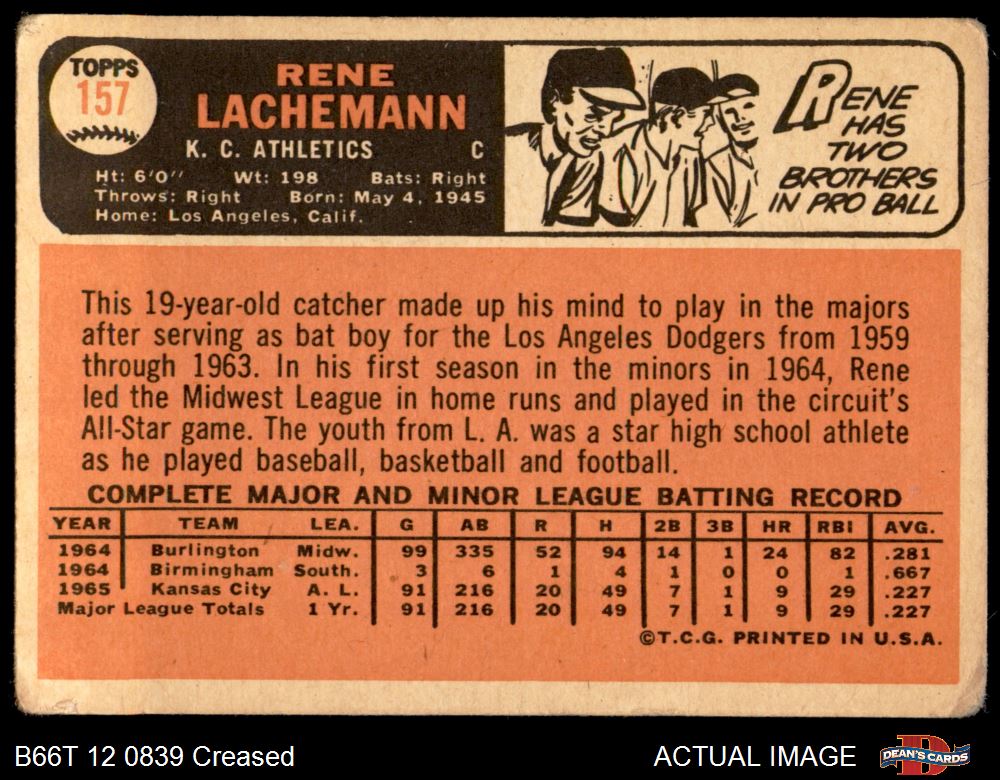 TOPPS
157
RENE
LACHEMANN
K. C. ATHLETICS C
Ht: 6'0" Wt: 198 Bats: Right
Throws: Right Born: May 4, 1945
Home: Los Angeles, Calif.
RENE
HAS
TWO
BROTHERS
IN PRO BALL
This 19-year-old catcher made up his mind to play in the majors
after serving as bat boy for the Los Angeles Dodgers from 1959
through 1963. In his first season in the minors in 1964, Rene
led the Midwest League in home runs and played in the circuit's
All-Star game. The youth from L. A. was a star high school athlete
as he played baseball, basketball and football.
COMPLETE MAJOR AND MINOR LEAGUE BATTING RECORD
YEAR TEAM LEA. G AB R H 2B 3B HR RBI AVG.
1964 Burlington Midw. 99 335 52 94 14 1 24 82 .281
1964 Birmingham South. 3 6 1 4 1 0 0 1 .667
1965 Kansas City A. L. 91 216 20 49 7 1 9 29 .227
Major League Totals 1 Yr. 91 216 20 49 7 1 9 29 .227
©T.C.G. PRINTED IN U.S.A.
B66T 12 0839 Creased
ACTUAL IMAGE
DEAN'S CARDS